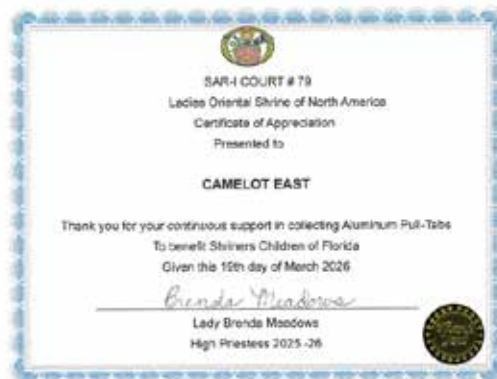 SAR-I COURT # 79
Ladies Oriental Shrine of North America
Certificate of Appreciation
Presented to
CAMELOT EAST
Thank you for your continuous support in collecting Aluminum Pull-Tabs
To benefit Shriners Children of Florida
Given this 19th day of March 2026
Brenda Meadows
Lady Brenda Meadows
High Priestess 2025 -26